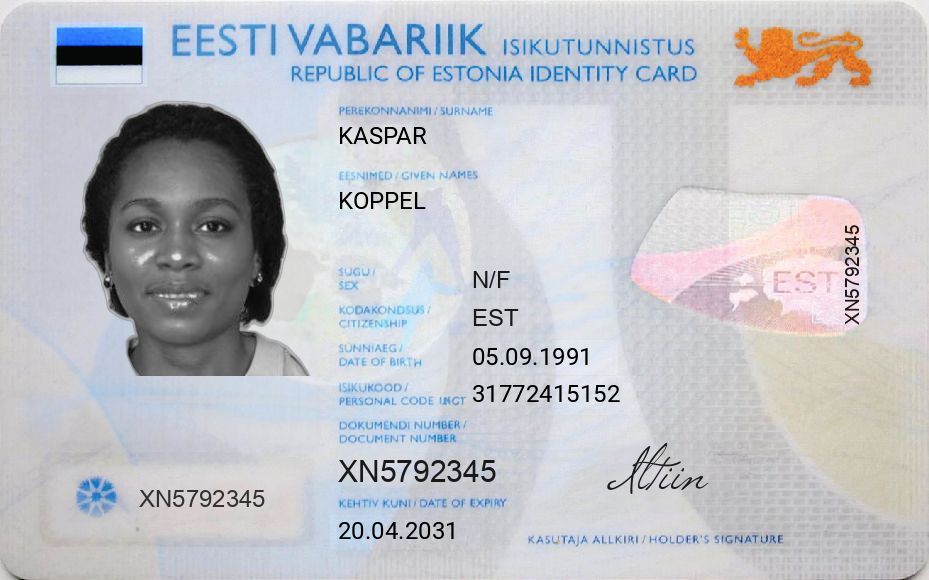 EESTI VABARIIK ISIKUTUNNISTUS
REPUBLIC OF ESTONIA IDENTITY CARD
PEREKONNANIMI / SURNAME
KASPAR
EESNIMED / GIVEN NAMES
KOPPEL
SUGU /
SEX
N/F
KODAKONDSUS /
CITIZENSHIP
EST
SÜNNIAEG /
DATE OF BIRTH
05.09.1991
ISIKUKOOD /
PERSONAL CODE
31772415152
DOKUMENDI NUMBER /
DOCUMENT NUMBER
XN5792345
KEHTIV KUNI / DATE OF EXPIRY
20.04.2031
XN5792345
EST
XN5792345
KASUTAJA ALLKIRI / HOLDER'S SIGNATURE